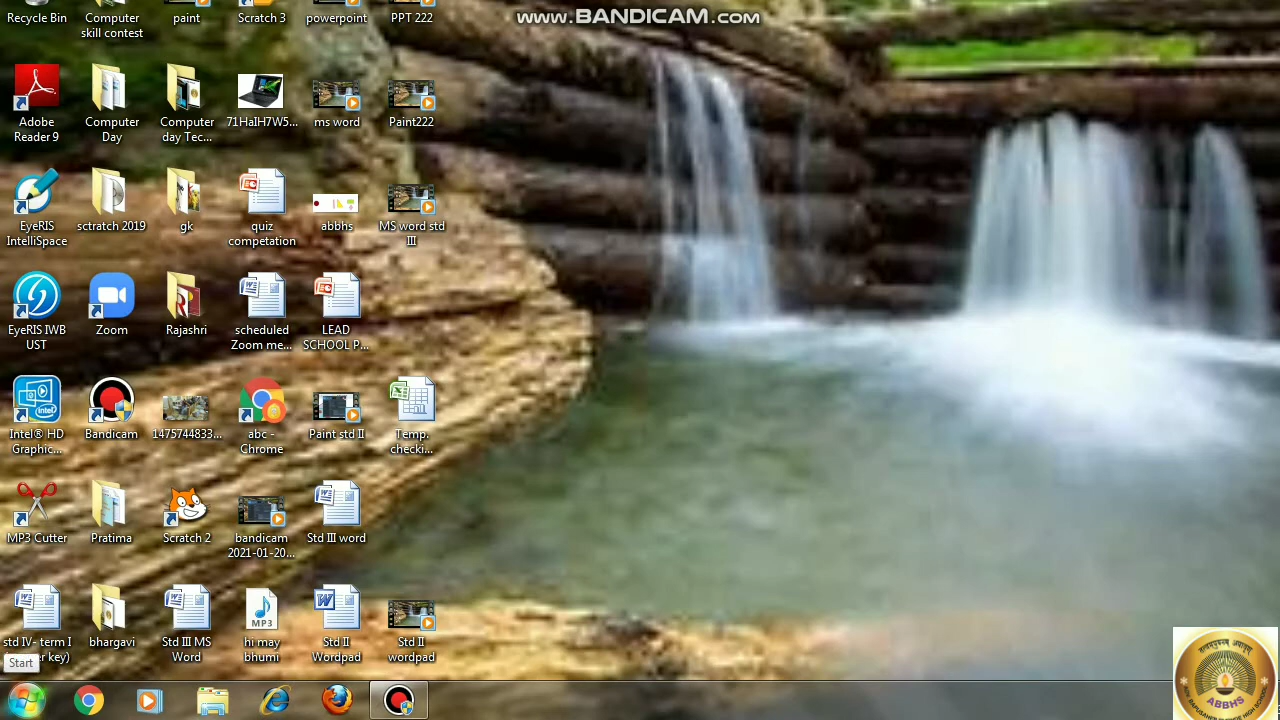 www.BANDICAM.com
Recycle Bin
Computer
skill contest
paint
Scratch 3
powerpoint
PPT 222
Adobe
Reader 9
Computer
Day
Computer
day Tec...
71HaIH7W5...
ms word
Paint222
EyeRIS
IntelliSpace
sctratch 2019
gk
quiz
competation
abbhs
MS word std
III
EyeRIS IWB
UST
Zoom
Rajashri
scheduled
Zoom me...
LEAD
SCHOOL P...
Intel® HD
Graphic...
Bandicam
1475744833...
abc -
Chrome
Paint std II
Temp.
checki...
MP3 Cutter
Pratima
Scratch 2
bandicam
2021-01-20...
Std III word
std IV- term I
key)
bhargavi
Std III MS
Word
MP3
hi may
bhumi
Std II
Wordpad
Std II
wordpad
Start
ABBHS